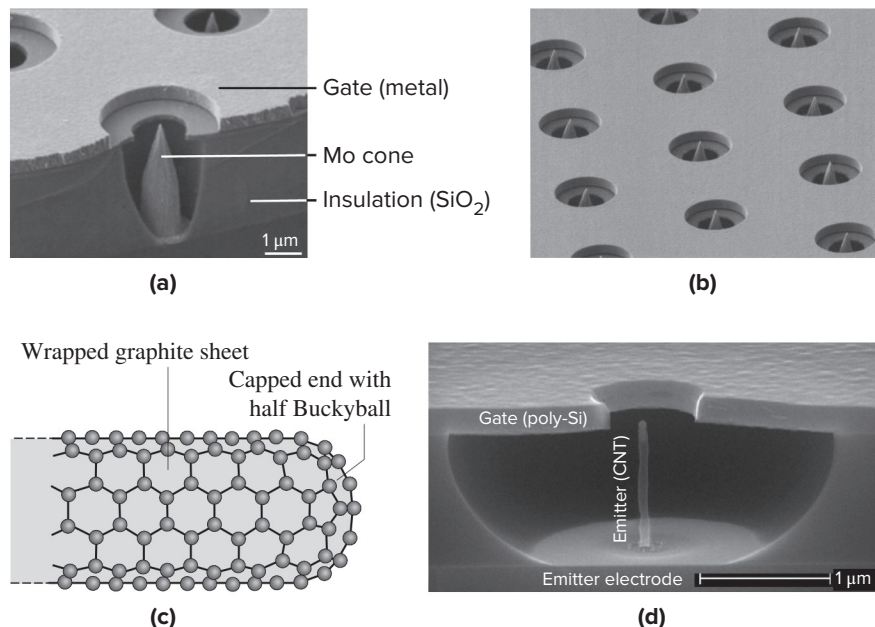 Gate (metal)
Mo cone
Insulation (SiO2)
1 μm
(a)
(b)
Wrapped graphite sheet
Capped end with
half Buckyball
(c)
Gate (poly-Si)
Emitter (CNT)
Emitter electrode
1 μm
(d)